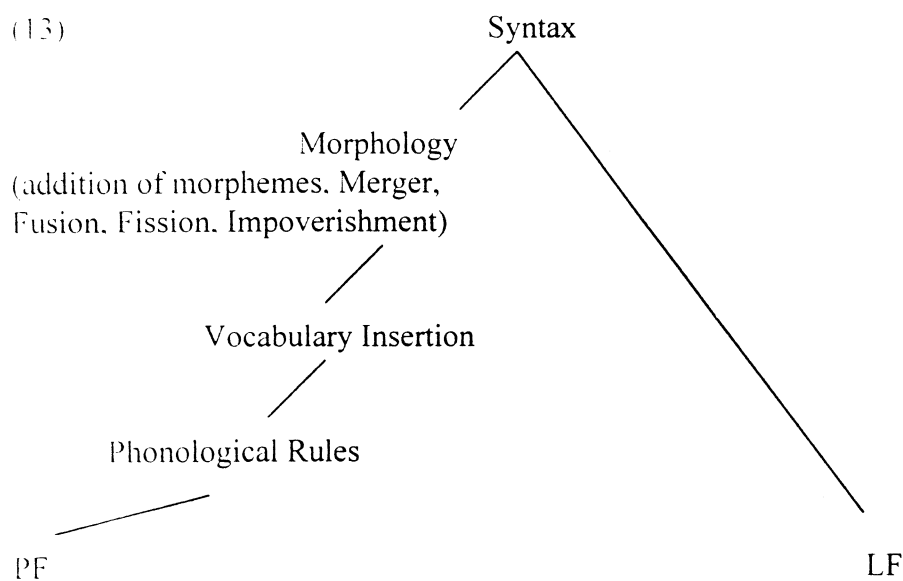 (13)
Syntax
Morphology
(addition of morphemes, Merger,
Fusion, Fission, Impoverishment)
Vocabulary Insertion
Phonological Rules
PF
LF